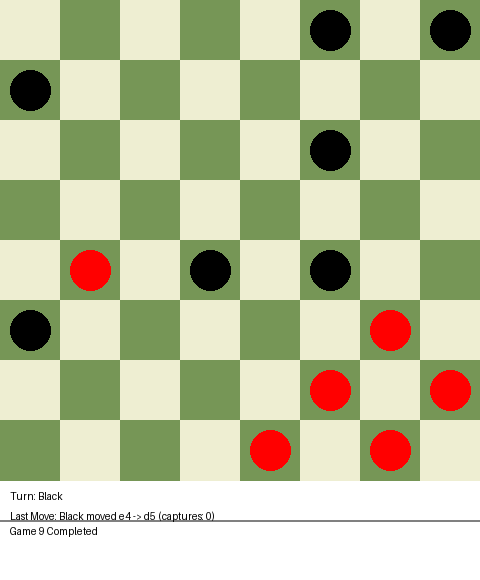 Turn: Black
Last Move: Black moved e4 -> d5 (captures: 0)
Game 9 Completed